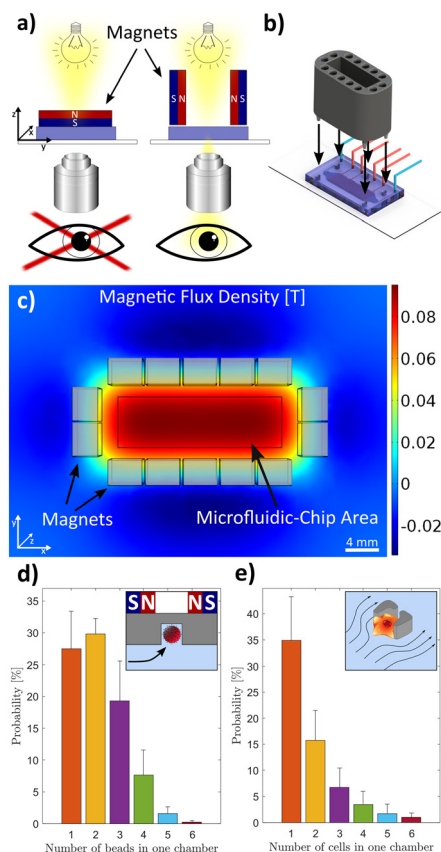 a)
Magnets
b)
N
S
S N
N S
z
x
y
c)
Magnetic Flux Density [T]
0.08
0.06
0.04
0.02
0
-0.02
Magnets
Microfluidic-Chip Area
y
z
x
4 mm
d)
S N
N S
Probability [%]
35
30
25
20
15
10
5
0
1 2 3 4 5 6
Number of beads in one chamber
e)
Probability [%]
40
35
30
25
20
15
10
5
0
1 2 3 4 5 6
Number of cells in one chamber